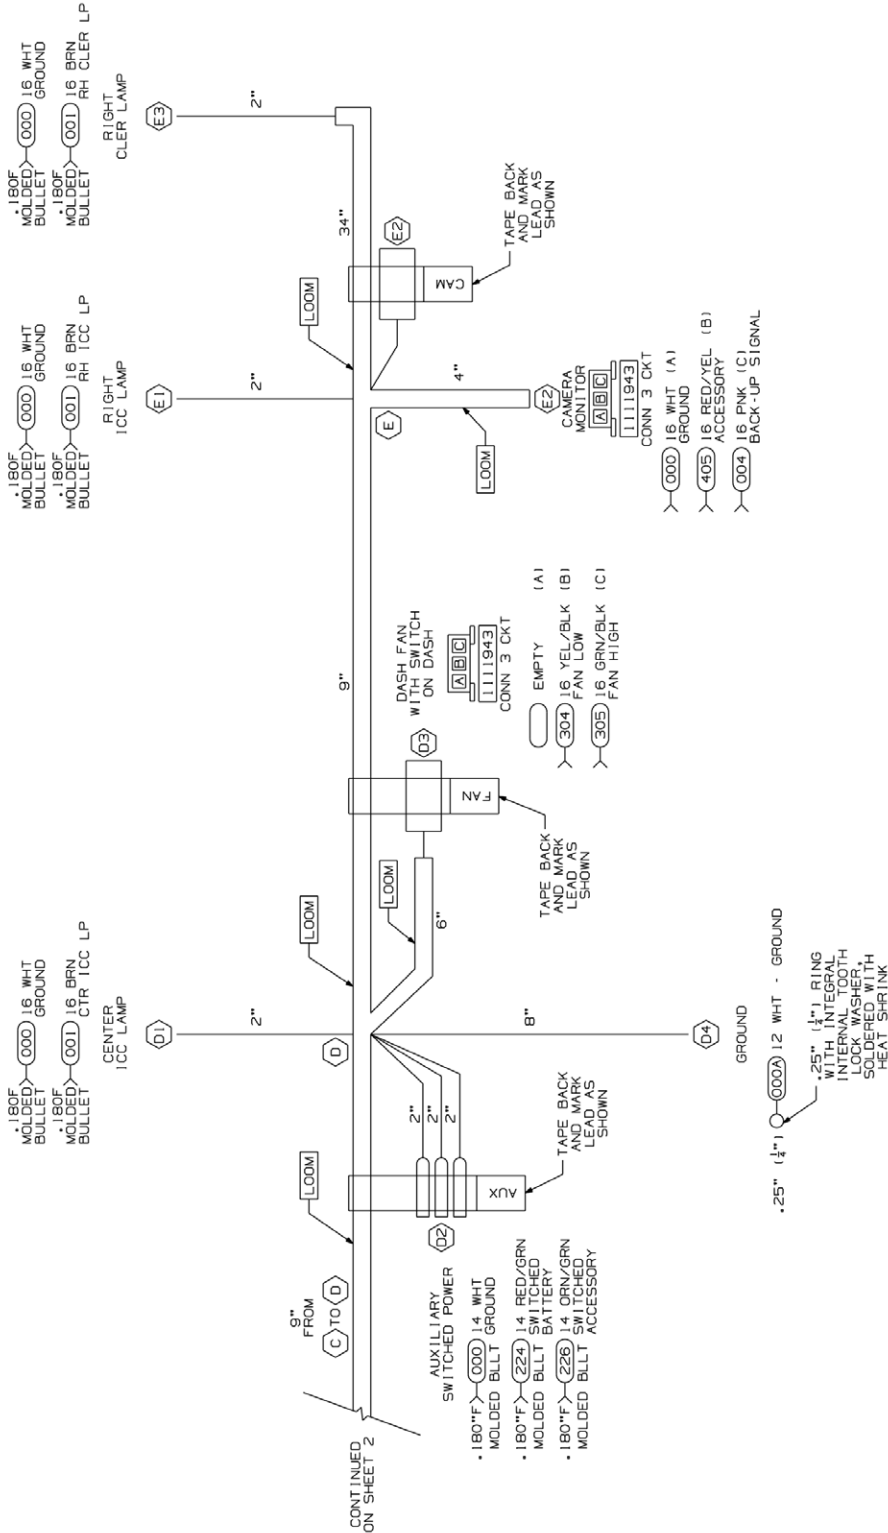 CONTINUED
ON SHEET 2
9"
FROM
C TO D
LOOM
.180F
MOLDED 000 16 WHT
BULLET GROUND
.180F
MOLDED 001 16 BRN
BULLET CTR ICC LP
CENTER
ICC LAMP
D1
2"
D
LOOM
AUXILIARY
SWITCHED POWER
D2
2"
2"
2"
AUX
TAPE BACK
AND MARK
LEAD AS
SHOWN
.180"F 000 14 WHT
MOLDED BLLT GROUND
.180"F 224 14 RED/GRN
MOLDED BLLT SWITCHED
BATTERY
.180"F 226 14 ORN/GRN
MOLDED BLLT SWITCHED
ACCESSORY
8"
D4
GROUND
.25" (1/4") 000A 12 WHT - GROUND
.25" (1/4") RING
WITH INTEGRAL
INTERNAL TOOTH
LOCK WASHER,
SOLDERED WITH
HEAT SHRINK
LOOM
6"
FAN
TAPE BACK
AND MARK
LEAD AS
SHOWN
D3
DASH FAN
WITH SWITCH
ON DASH
A B C
1111943
CONN 3 CKT
EMPTY (A)
304 16 YEL/BLK (B)
FAN LOW
305 16 GRN/BLK (C)
FAN HIGH
9"
.180F
MOLDED 000 16 WHT
BULLET GROUND
.180F
MOLDED 001 16 BRN
BULLET RH ICC LP
RIGHT
ICC LAMP
E1
2"
E
LOOM
LOOM
4"
E2
CAMERA
MONITOR
A B C
1111943
CONN 3 CKT
000 16 WHT (A)
GROUND
405 16 RED/YEL (B)
ACCESSORY
004 16 PNK (C)
BACK-UP SIGNAL
CAM
E2
TAPE BACK
AND MARK
LEAD AS
SHOWN
34"
.180F
MOLDED 000 16 WHT
BULLET GROUND
.180F
MOLDED 001 16 BRN
BULLET RH CLER LP
RIGHT
CLER LAMP
E3
2"